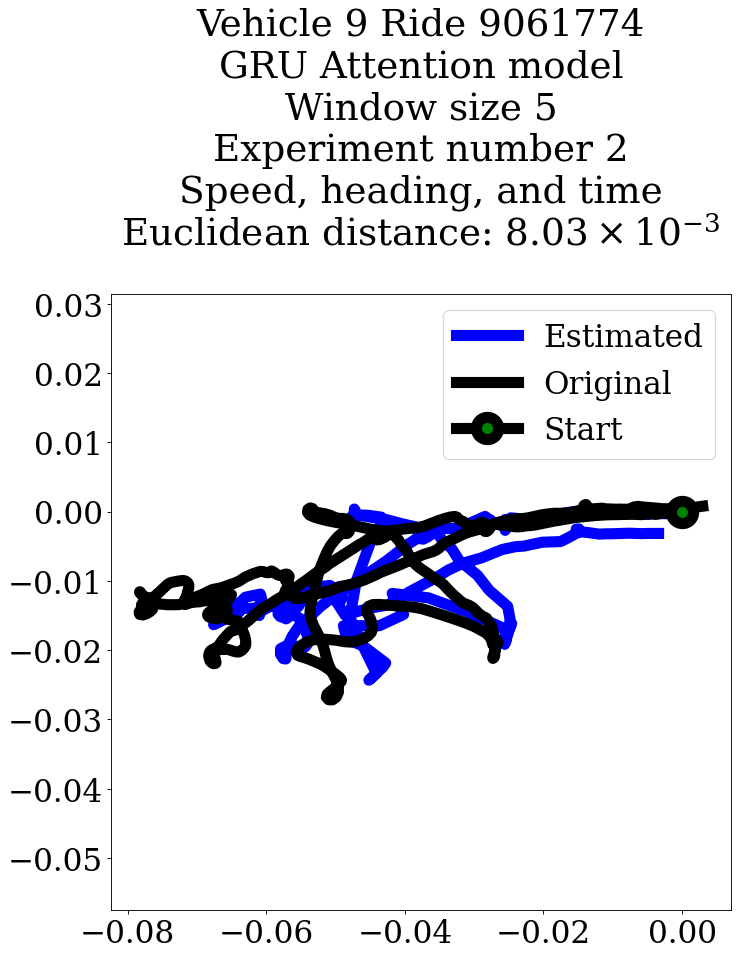 Vehicle 9 Ride 9061774
GRU Attention model
Window size 5
Experiment number 2
Speed, heading, and time
Euclidean distance: 8.03 × 10⁻³
0.03
0.02
0.01
0.00
−0.01
−0.02
−0.03
−0.04
−0.05
Estimated
Original
Start
−0.08
−0.06
−0.04
−0.02
0.00